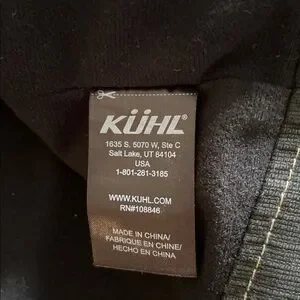 KÜHL®
1635 S. 5070 W, Ste C
Salt Lake, UT 84104
USA
1-801-281-3185
WWW.KUHL.COM
RN#108846
MADE IN CHINA/
FABRIQUE EN CHINE/
HECHO EN CHINA